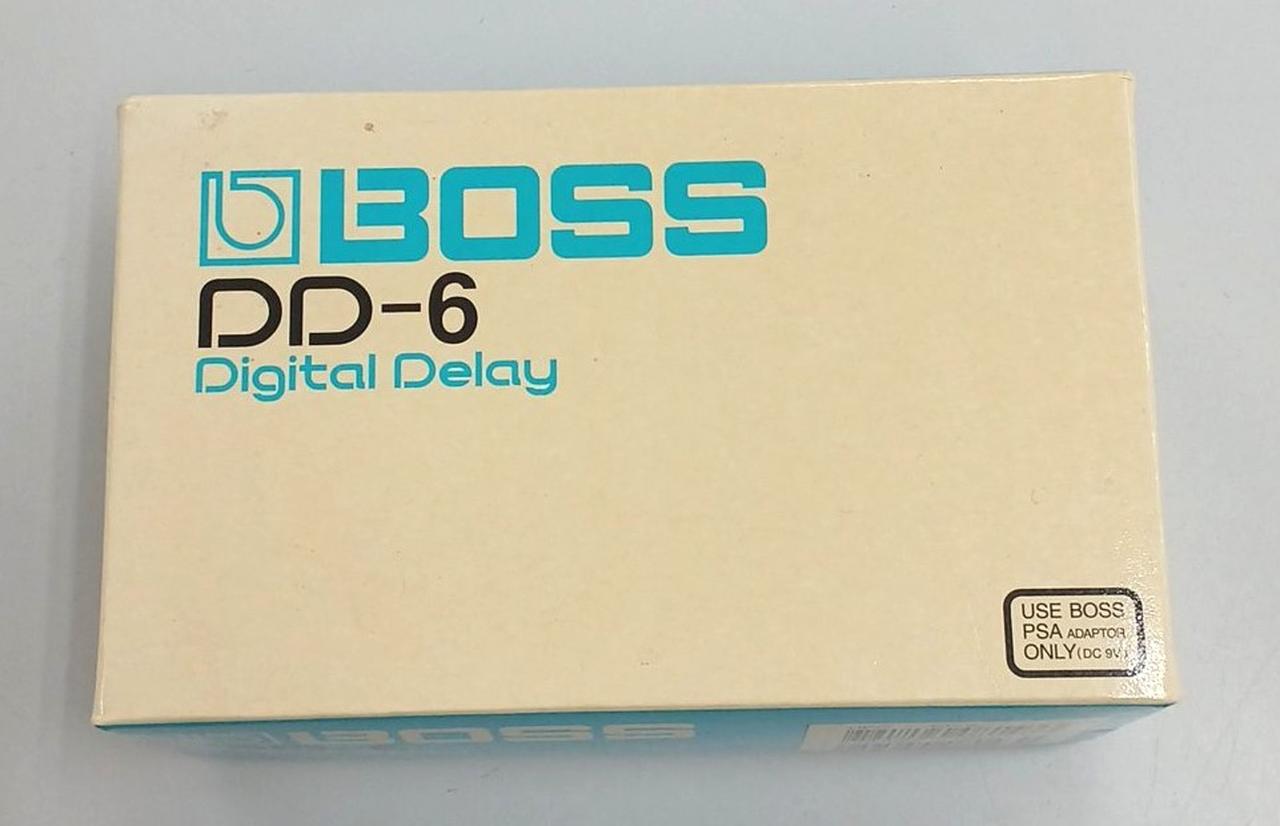 BOSS
DD-6
Digital Delay
USE BOSS
PSA ADAPTOR
ONLY (DC 9V)
BOSS